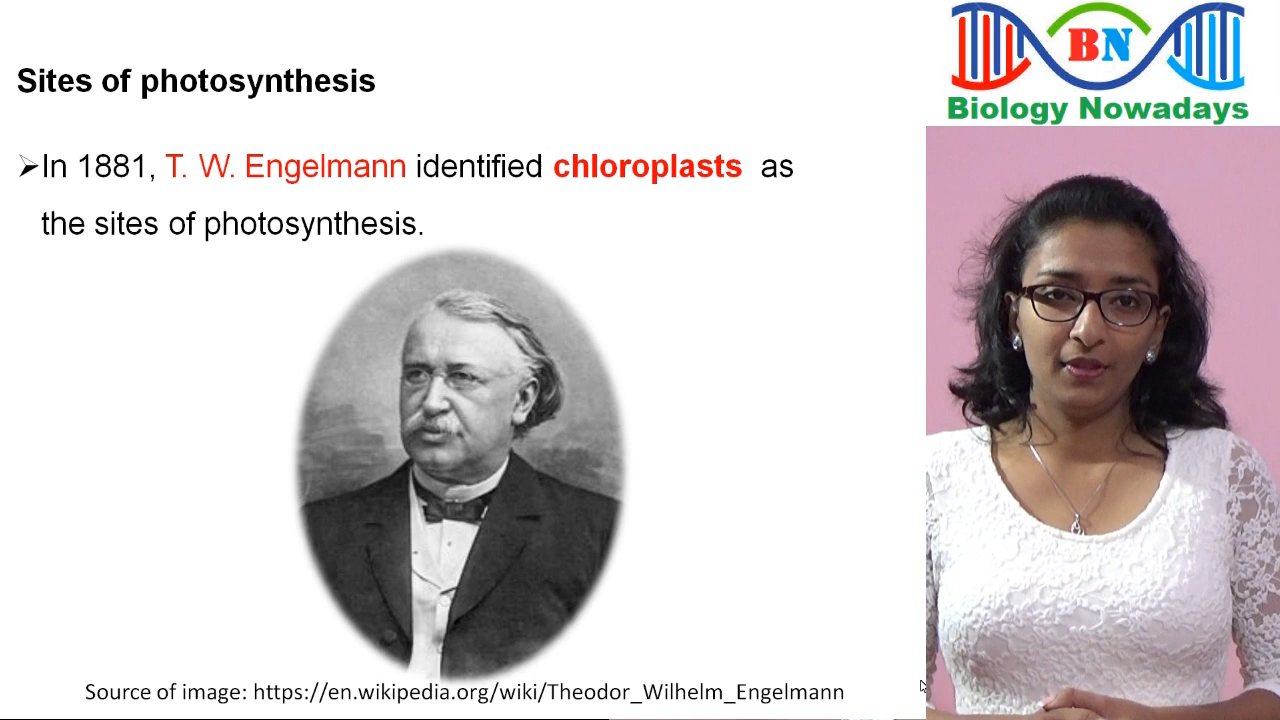 Sites of photosynthesis
➢In 1881, T. W. Engelmann identified chloroplasts as
the sites of photosynthesis.
Source of image: https://en.wikipedia.org/wiki/Theodor_Wilhelm_Engelmann
BN
Biology Nowadays